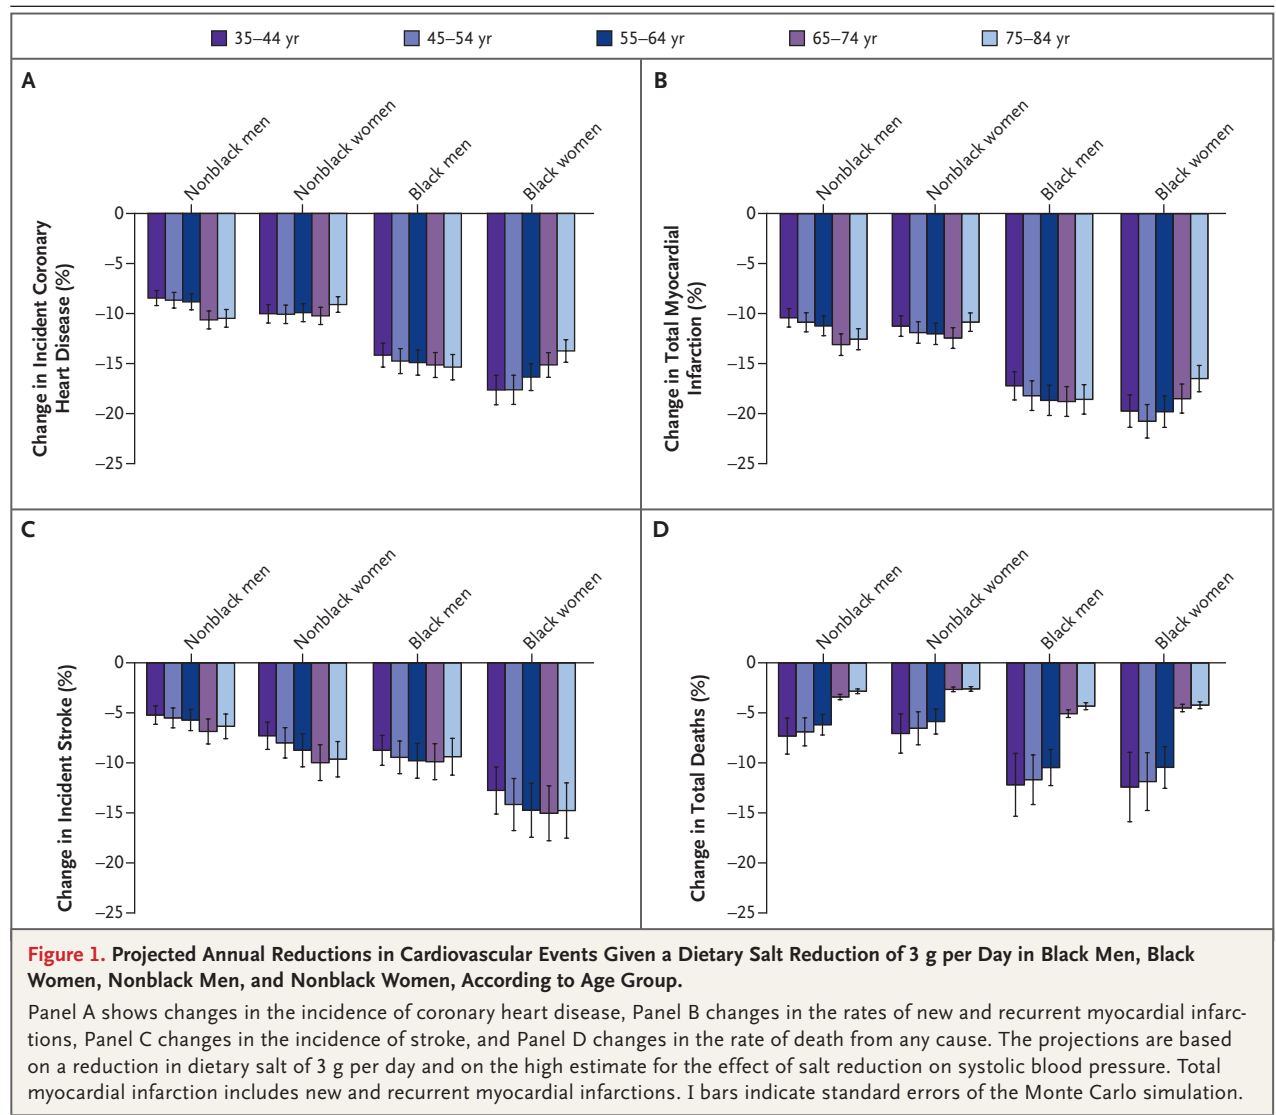 35–44 yr 45–54 yr 55–64 yr 65–74 yr 75–84 yr
A
Nonblack men
Nonblack women
Black men
Black women
Change in Incident Coronary
Heart Disease (%)
0
–5
–10
–15
–20
–25
B
Nonblack men
Nonblack women
Black men
Black women
Change in Total Myocardial
Infarction (%)
0
–5
–10
–15
–20
–25
C
Nonblack men
Nonblack women
Black men
Black women
Change in Incident Stroke (%)
0
–5
–10
–15
–20
–25
D
Nonblack men
Nonblack women
Black men
Black women
Change in Total Deaths (%)
0
–5
–10
–15
–20
–25
Figure 1. Projected Annual Reductions in Cardiovascular Events Given a Dietary Salt Reduction of 3 g per Day in Black Men, Black
Women, Nonblack Men, and Nonblack Women, According to Age Group.
Panel A shows changes in the incidence of coronary heart disease, Panel B changes in the rates of new and recurrent myocardial infarc-
tions, Panel C changes in the incidence of stroke, and Panel D changes in the rate of death from any cause. The projections are based
on a reduction in dietary salt of 3 g per day and on the high estimate for the effect of salt reduction on systolic blood pressure. Total
myocardial infarction includes new and recurrent myocardial infarctions. I bars indicate standard errors of the Monte Carlo simulation.